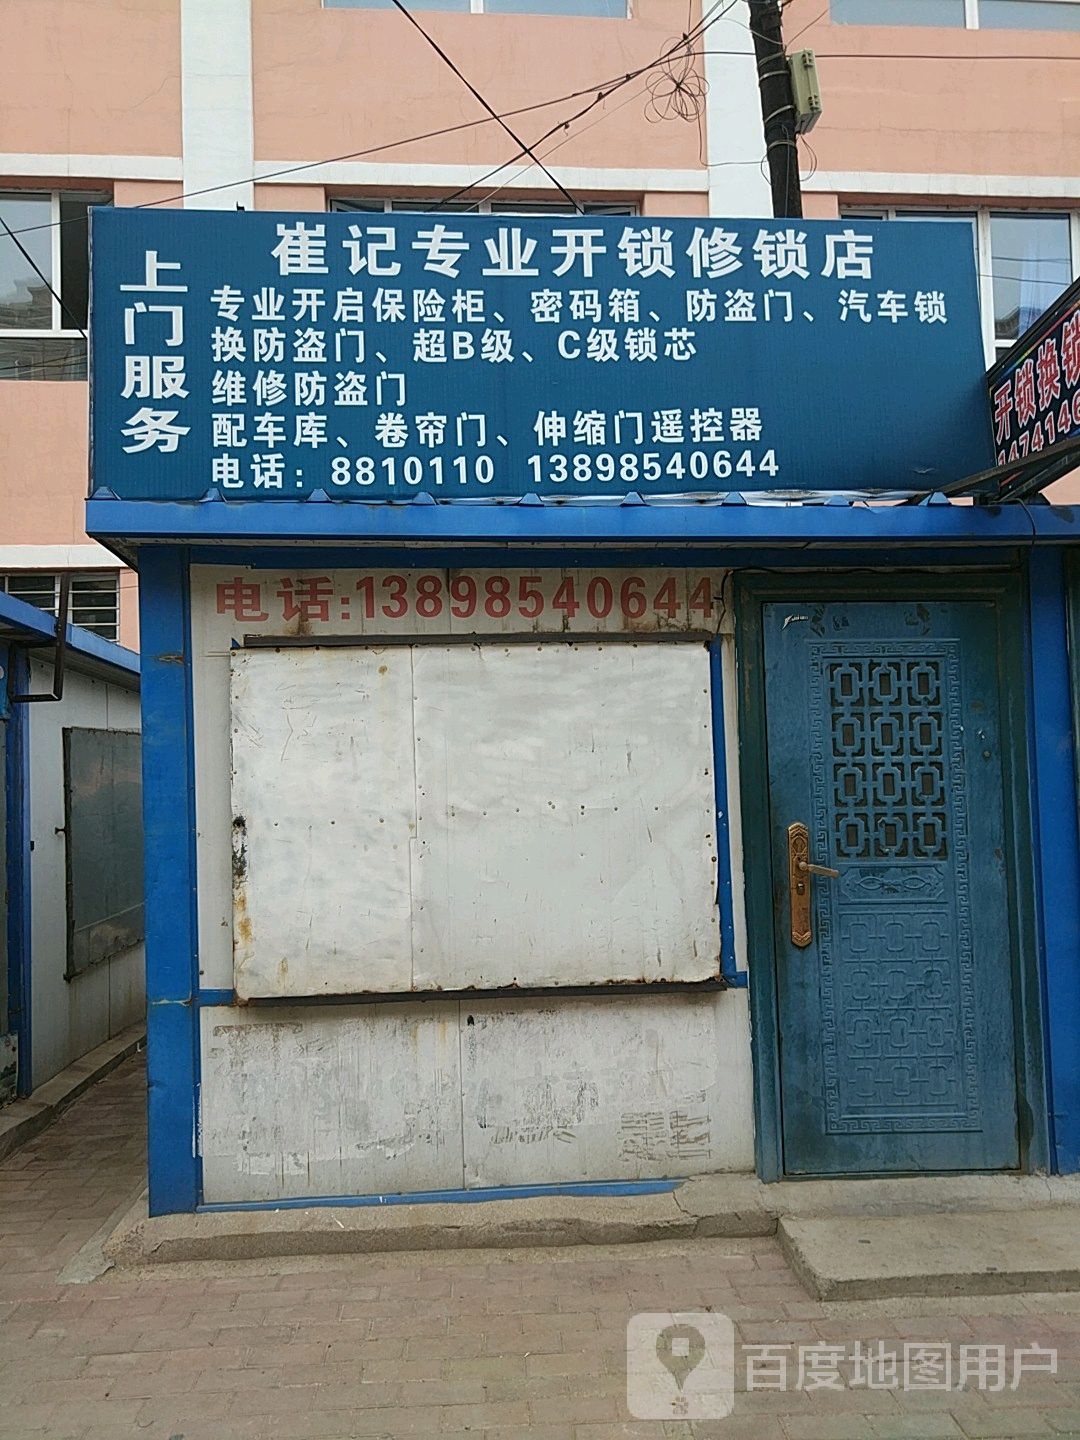 上门服务
崔记专业开锁修锁店
专业开启保险柜、密码箱、防盗门、汽车锁
换防盗门、超B级、C级锁芯
维修防盗门
配车库、卷帘门、伸缩门遥控器
电话：8810110 13898540644
开锁换锁
电话:13898540644
百度地图用户